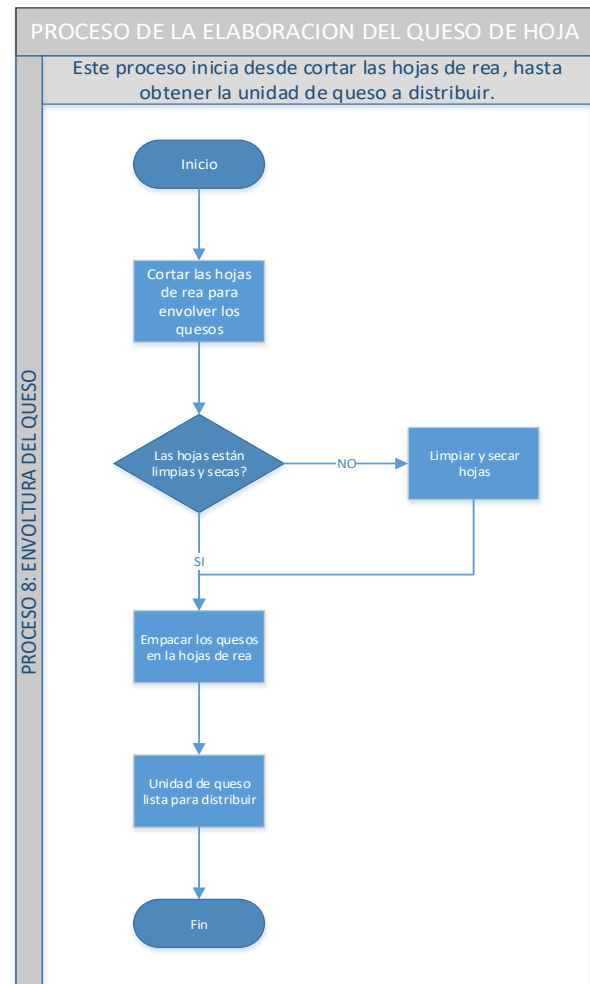 PROCESO DE LA ELABORACION DEL QUESO DE HOJA
Este proceso inicia desde cortar las hojas de rea, hasta
obtener la unidad de queso a distribuir.
PROCESO 8: ENVOLTURA DEL QUESO
Inicio
Cortar las hojas
de rea para
envolver los
quesos
Las hojas están
limpias y secas?
NO
Limpiar y secar
hojas
SI
Empacar los quesos
en la hojas de rea
Unidad de queso
lista para distribuir
Fin